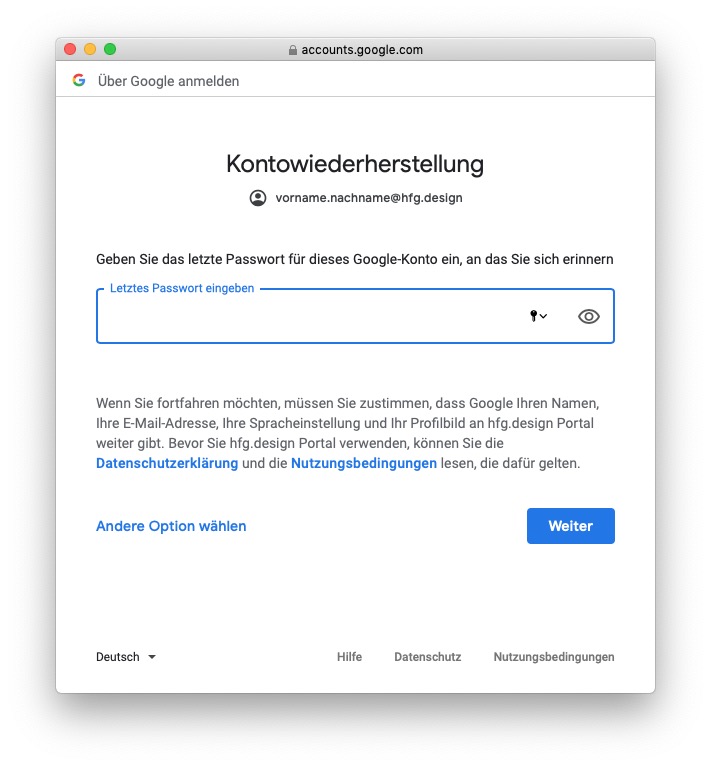 accounts.google.com
Über Google anmelden
Kontowiederherstellung
vorname.nachname@hfg.design
Geben Sie das letzte Passwort für dieses Google-Konto ein, an das Sie sich erinnern
Letztes Passwort eingeben
Wenn Sie fortfahren möchten, müssen Sie zustimmen, dass Google Ihren Namen,
Ihre E-Mail-Adresse, Ihre Spracheinstellung und Ihr Profilbild an hfg.design Portal
weiter gibt. Bevor Sie hfg.design Portal verwenden, können Sie die
Datenschutzerklärung und die Nutzungsbedingungen lesen, die dafür gelten.
Andere Option wählen
Weiter
Deutsch
Hilfe
Datenschutz
Nutzungsbedingungen